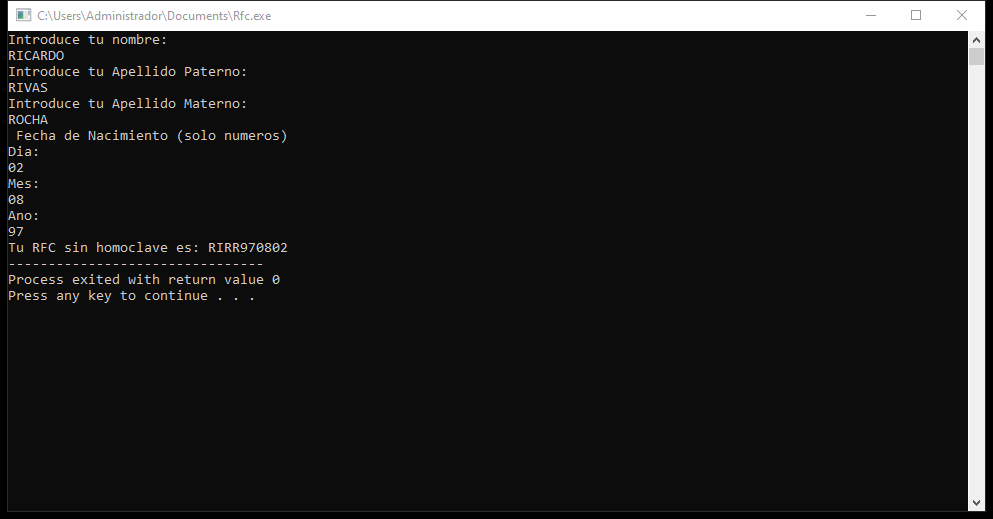 C:\Users\Administrador\Documents\Rfc.exe
Introduce tu nombre:
RICARDO
Introduce tu Apellido Paterno:
RIVAS
Introduce tu Apellido Materno:
ROCHA
 Fecha de Nacimiento (solo numeros)
Dia:
02
Mes:
08
Ano:
97
Tu RFC sin homoclave es: RIRR970802
--------------------------------
Process exited with return value 0
Press any key to continue . . .